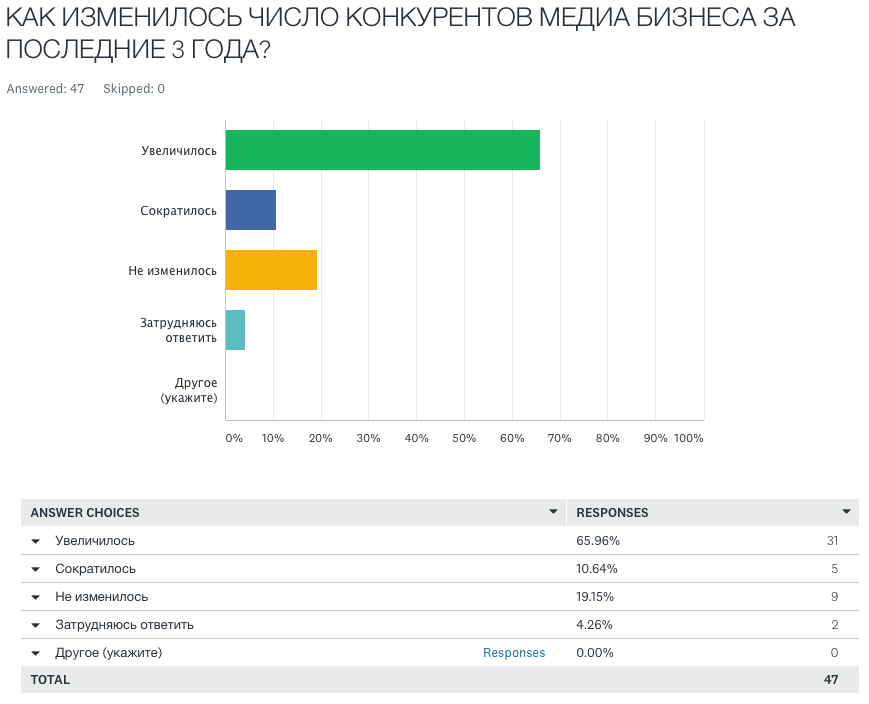 КАК ИЗМЕНИЛОСЬ ЧИСЛО КОНКУРЕНТОВ МЕДИА БИЗНЕСА ЗА
ПОСЛЕДНИЕ 3 ГОДА?
Answered: 47 Skipped: 0
Увеличилось
Сократилось
Не изменилось
Затрудняюсь
ответить
Другое
(укажите)
0% 10% 20% 30% 40% 50% 60% 70% 80% 90% 100%
ANSWER CHOICES RESPONSES
Увеличилось 65.96% 31
Сократилось 10.64% 5
Не изменилось 19.15% 9
Затрудняюсь ответить 4.26% 2
Другое (укажите) Responses 0.00% 0
TOTAL 47